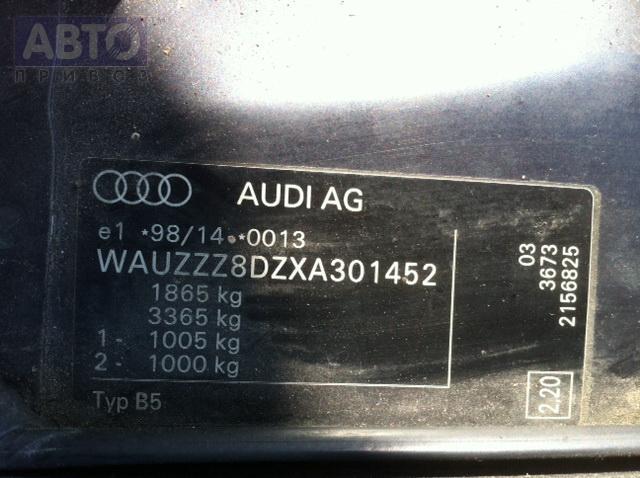 АВТО
ПРИВОЗ
AUDI AG
e1 *98/14 *0013
WAUZZZ8DZXA301452
1865 kg
3365 kg
1- 1005 kg
2- 1000 kg
Typ B5
03
3673
2156825
2.20